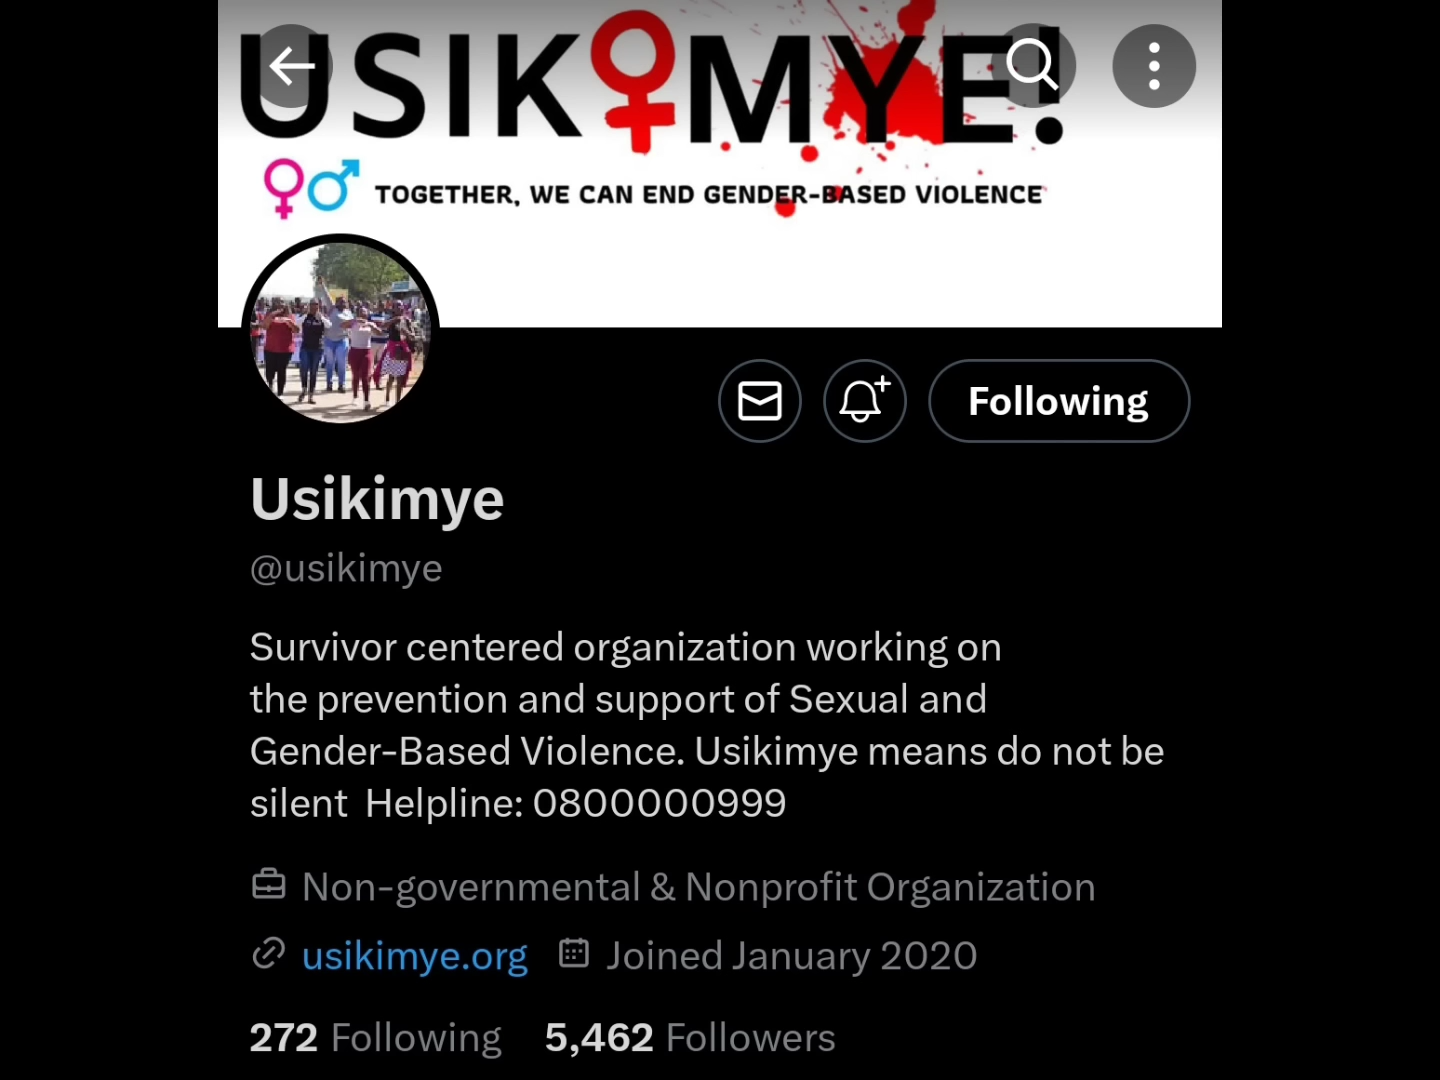 USIK♀MYE!
TOGETHER, WE CAN END GENDER-BASED VIOLENCE
Following
Usikimye
@usikimye
Survivor centered organization working on
the prevention and support of Sexual and
Gender-Based Violence. Usikimye means do not be
silent  Helpline: 0800000999
Non-governmental & Nonprofit Organization
usikimye.org Joined January 2020
272 Following 5,462 Followers